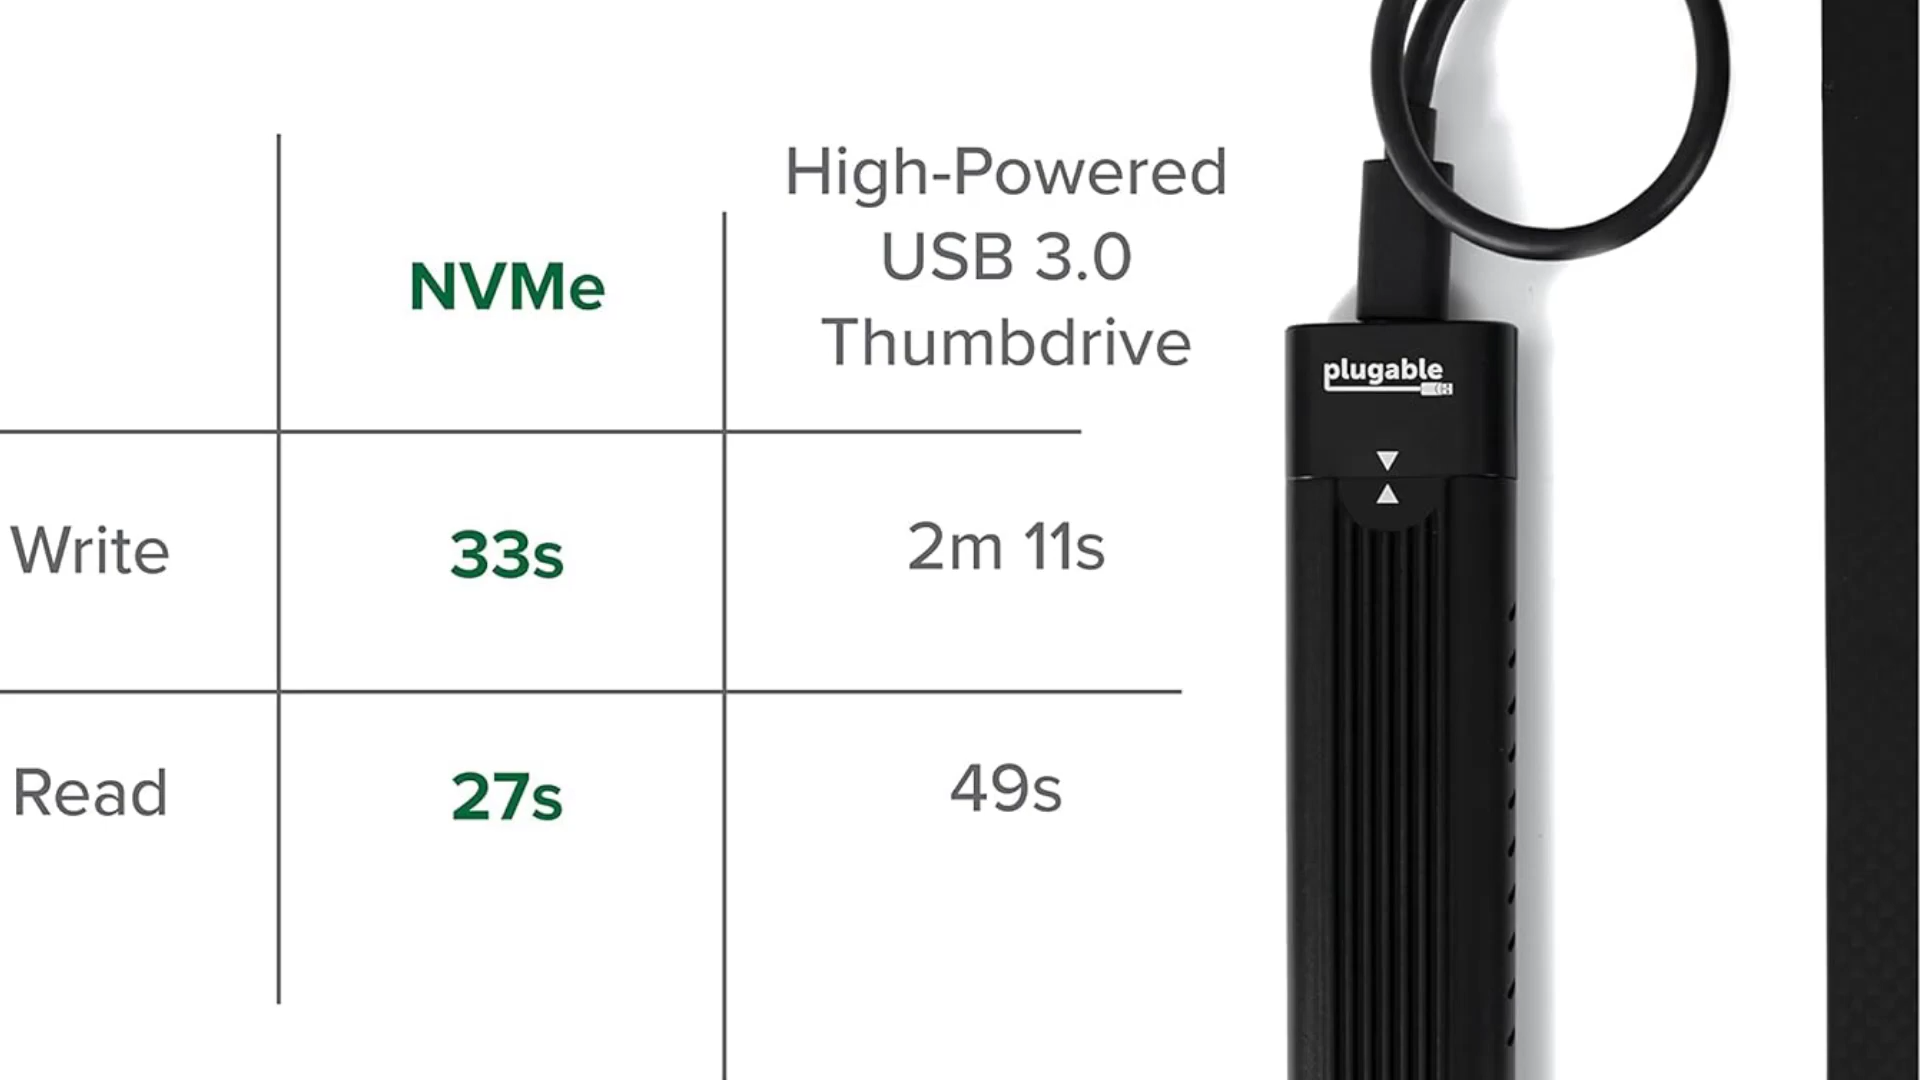 NVMe
High-Powered
USB 3.0
Thumbdrive
Write 33s 2m 11s
Read 27s 49s
plugable